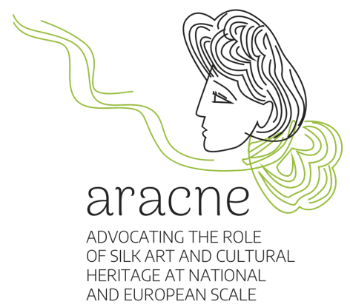 aracne
ADVOCATING THE ROLE
OF SILK ART AND CULTURAL
HERITAGE AT NATIONAL
AND EUROPEAN SCALE